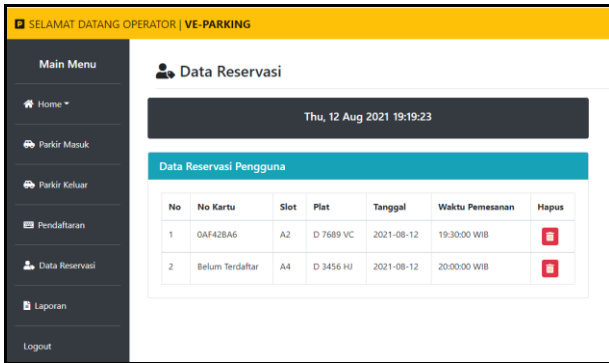 SELAMAT DATANG OPERATOR | VE-PARKING
Main Menu
Home
Parkir Masuk
Parkir Keluar
Pendaftaran
Data Reservasi
Laporan
Logout
Data Reservasi
Thu, 12 Aug 2021 19:19:23
Data Reservasi Pengguna
No No Kartu Slot Plat Tanggal Waktu Pemesanan Hapus
1 0AF42BA6 A2 D 7689 VC 2021-08-12 19:30:00 WIB
2 Belum Terdaftar A4 D 3456 HJ 2021-08-12 20:00:00 WIB